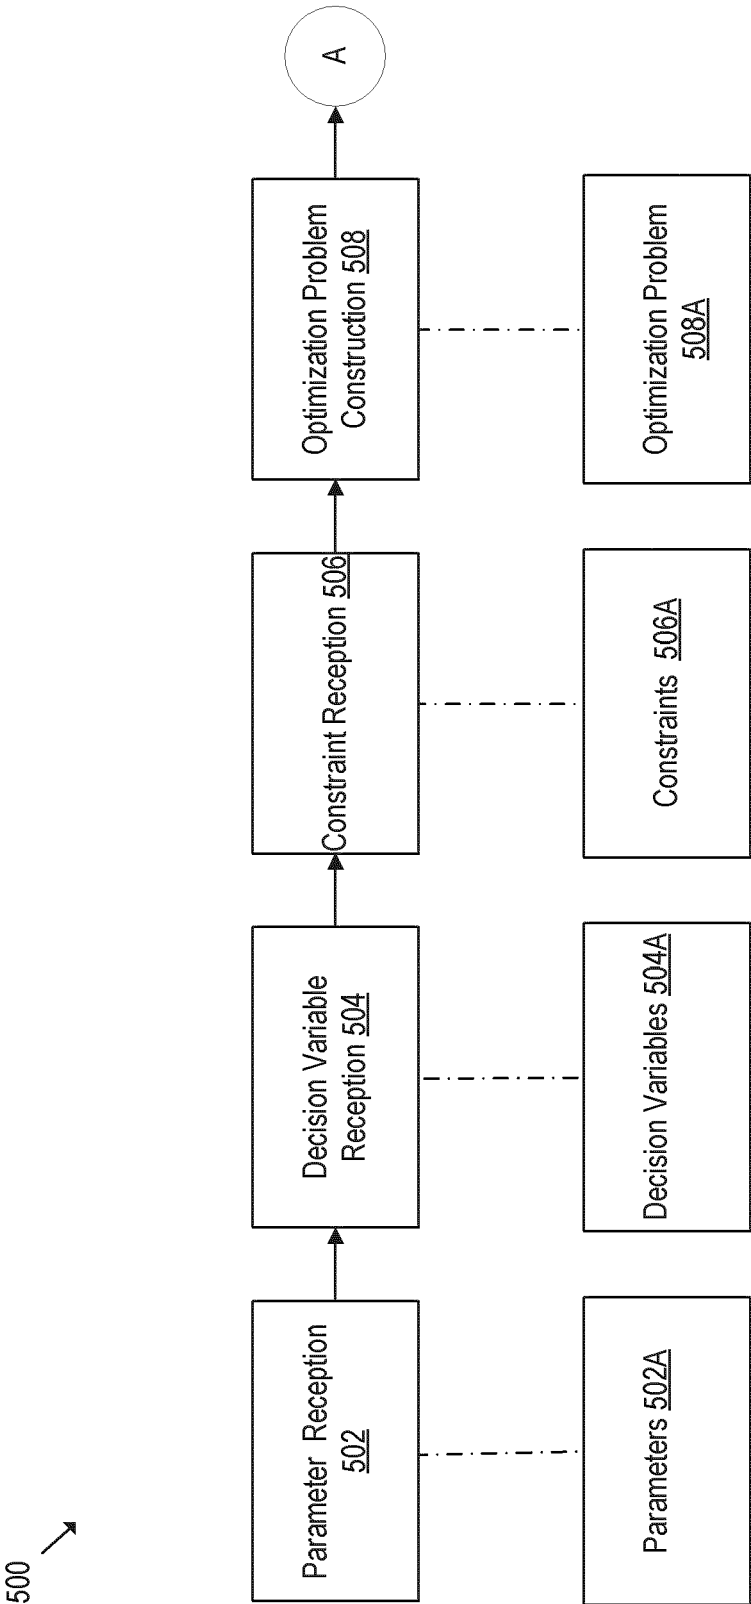 500
Parameter Reception
502
Decision Variable
Reception 504
Constraint Reception 506
Optimization Problem
Construction 508
A
Parameters 502A
Decision Variables 504A
Constraints 506A
Optimization Problem
508A